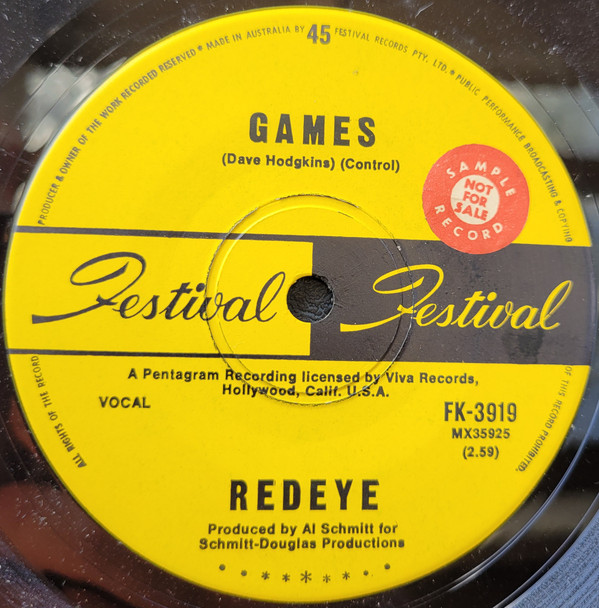 PRODUCER & OWNER OF THE WORK RECORDED RESERVED • MADE IN AUSTRALIA BY 45 FESTIVAL RECORDS PTY. LTD. • PUBLIC PERFORMANCE BROADCASTING & COPYING
GAMES
(Dave Hodgkins) (Control)
SAMPLE
NOT
FOR
SALE
RECORD
Festival Festival
A Pentagram Recording licensed by Viva Records,
Hollywood, Calif. U.S.A.
VOCAL
FK-3919
MX35925
(2.59)
ALL RIGHTS OF THE RECORD
OF THIS RECORD PROHIBITED.
REDEYE
Produced by Al Schmitt for
Schmitt-Douglas Productions